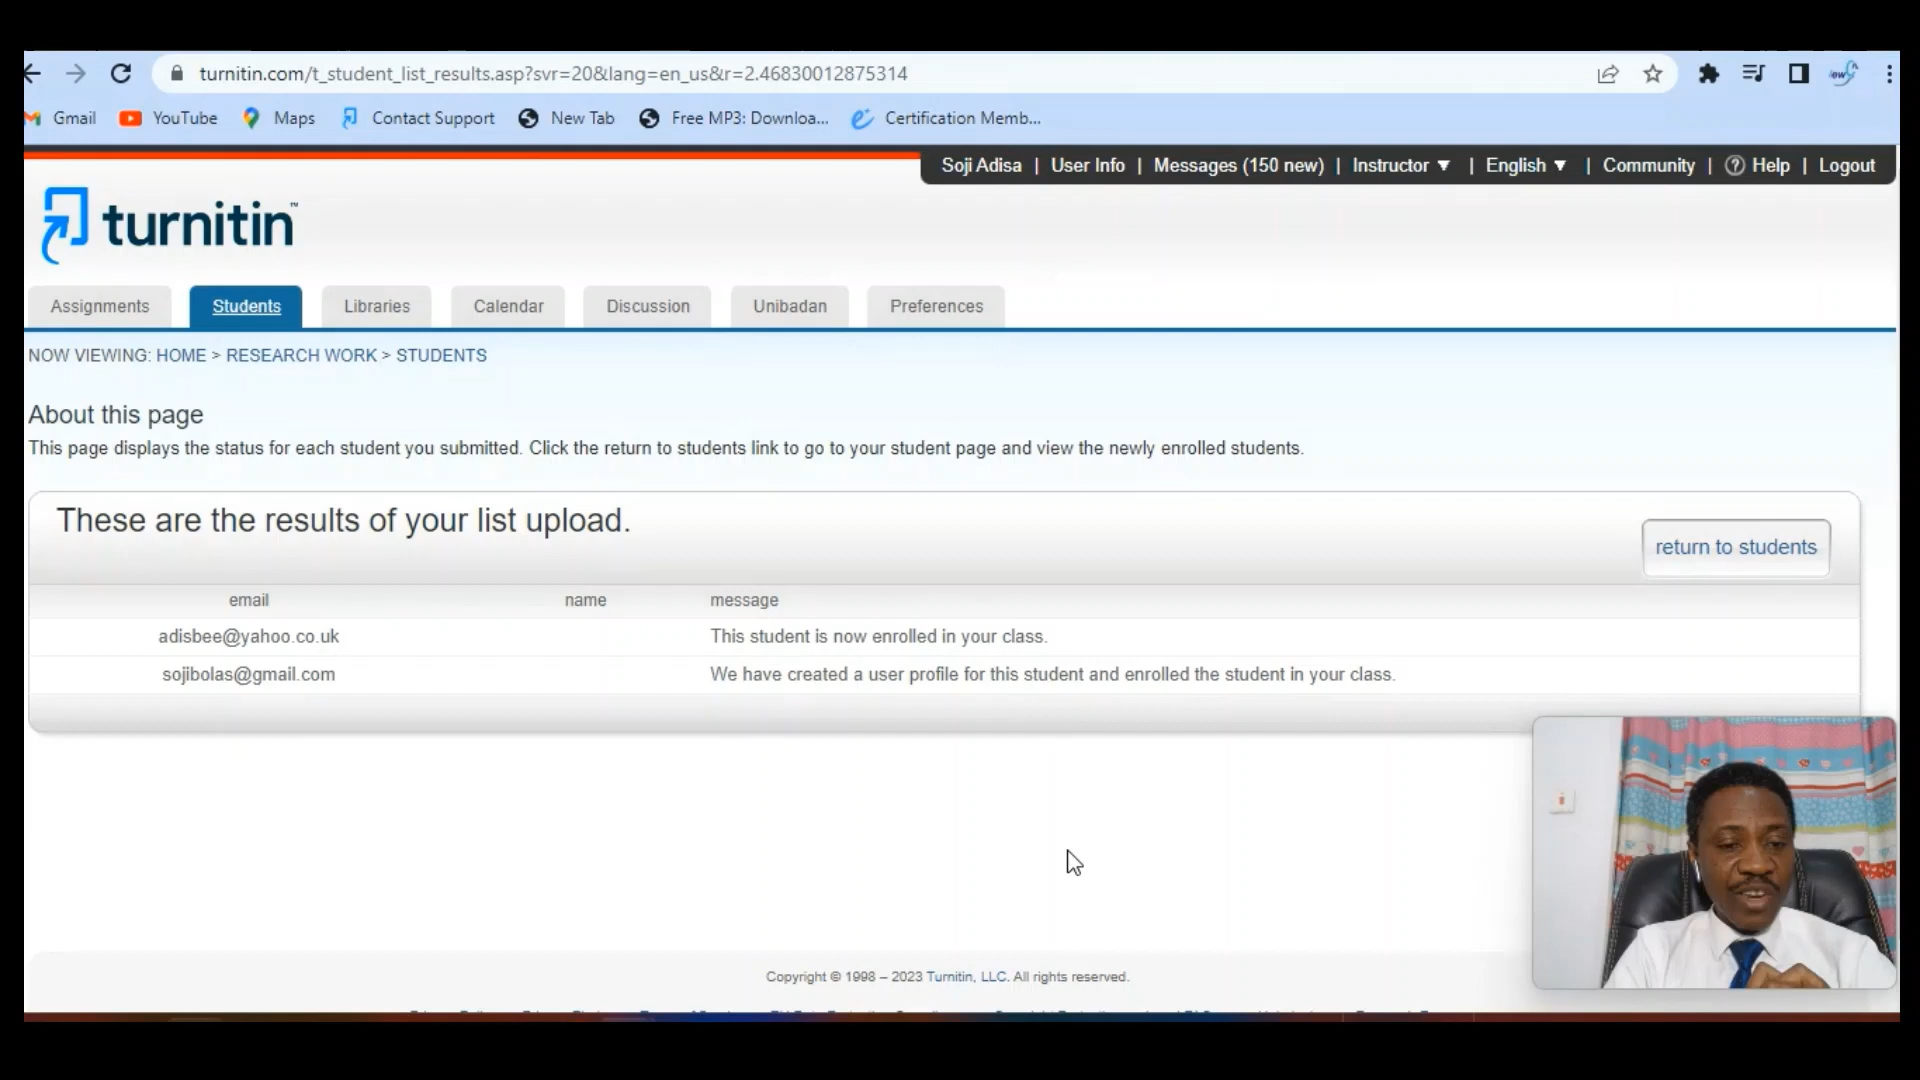 turnitin.com/t_student_list_results.asp?svr=20&lang=en_us&r=2.46830012875314
Gmail YouTube Maps Contact Support New Tab Free MP3: Downloa... Certification Memb...
Soji Adisa | User Info | Messages (150 new) | Instructor ▼ | English ▼ | Community | ? Help | Logout
turnitin™
Assignments Students Libraries Calendar Discussion Unibadan Preferences
NOW VIEWING: HOME > RESEARCH WORK > STUDENTS
About this page
This page displays the status for each student you submitted. Click the return to students link to go to your student page and view the newly enrolled students.
These are the results of your list upload.
return to students
email name message
adisbee@yahoo.co.uk This student is now enrolled in your class.
sojibolas@gmail.com We have created a user profile for this student and enrolled the student in your class.
Copyright © 1998 – 2023 Turnitin, LLC. All rights reserved.